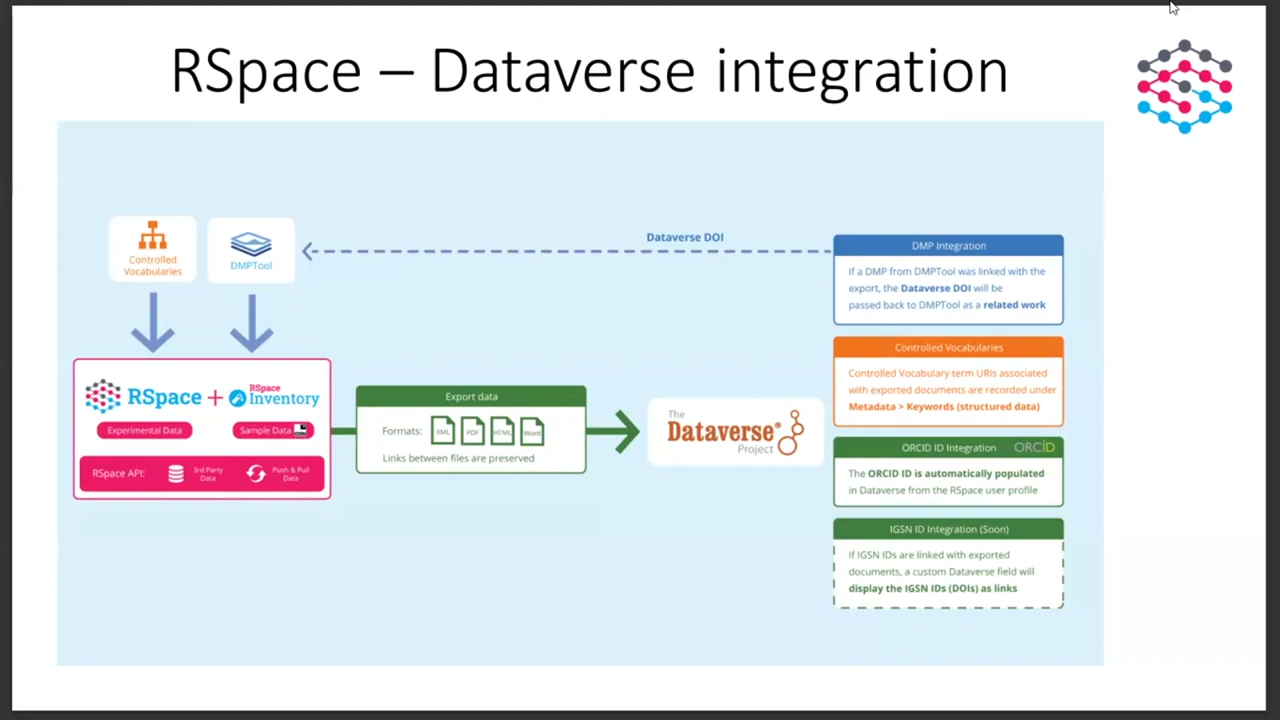 RSpace – Dataverse integration
Controlled
Vocabularies
DMPTool
Dataverse DOI
RSpace + RSpace Inventory
Experimental Data
Sample Data
RSpace API:
3rd Party
Data
Push & Pull
Data
Export data
Formats: XML PDF HTML Word
Links between files are preserved
The
Dataverse®
Project
DMP Integration
If a DMP from DMPTool was linked with the
export, the Dataverse DOI will be
passed back to DMPTool as a related work
Controlled Vocabularies
Controlled Vocabulary term URIs associated
with exported documents are recorded under
Metadata > Keywords (structured data)
ORCID ID Integration
ORCID
The ORCID ID is automatically populated
in Dataverse from the RSpace user profile
IGSN ID Integration (Soon)
If IGSN IDs are linked with exported
documents, a custom Dataverse field will
display the IGSN IDs (DOIs) as links